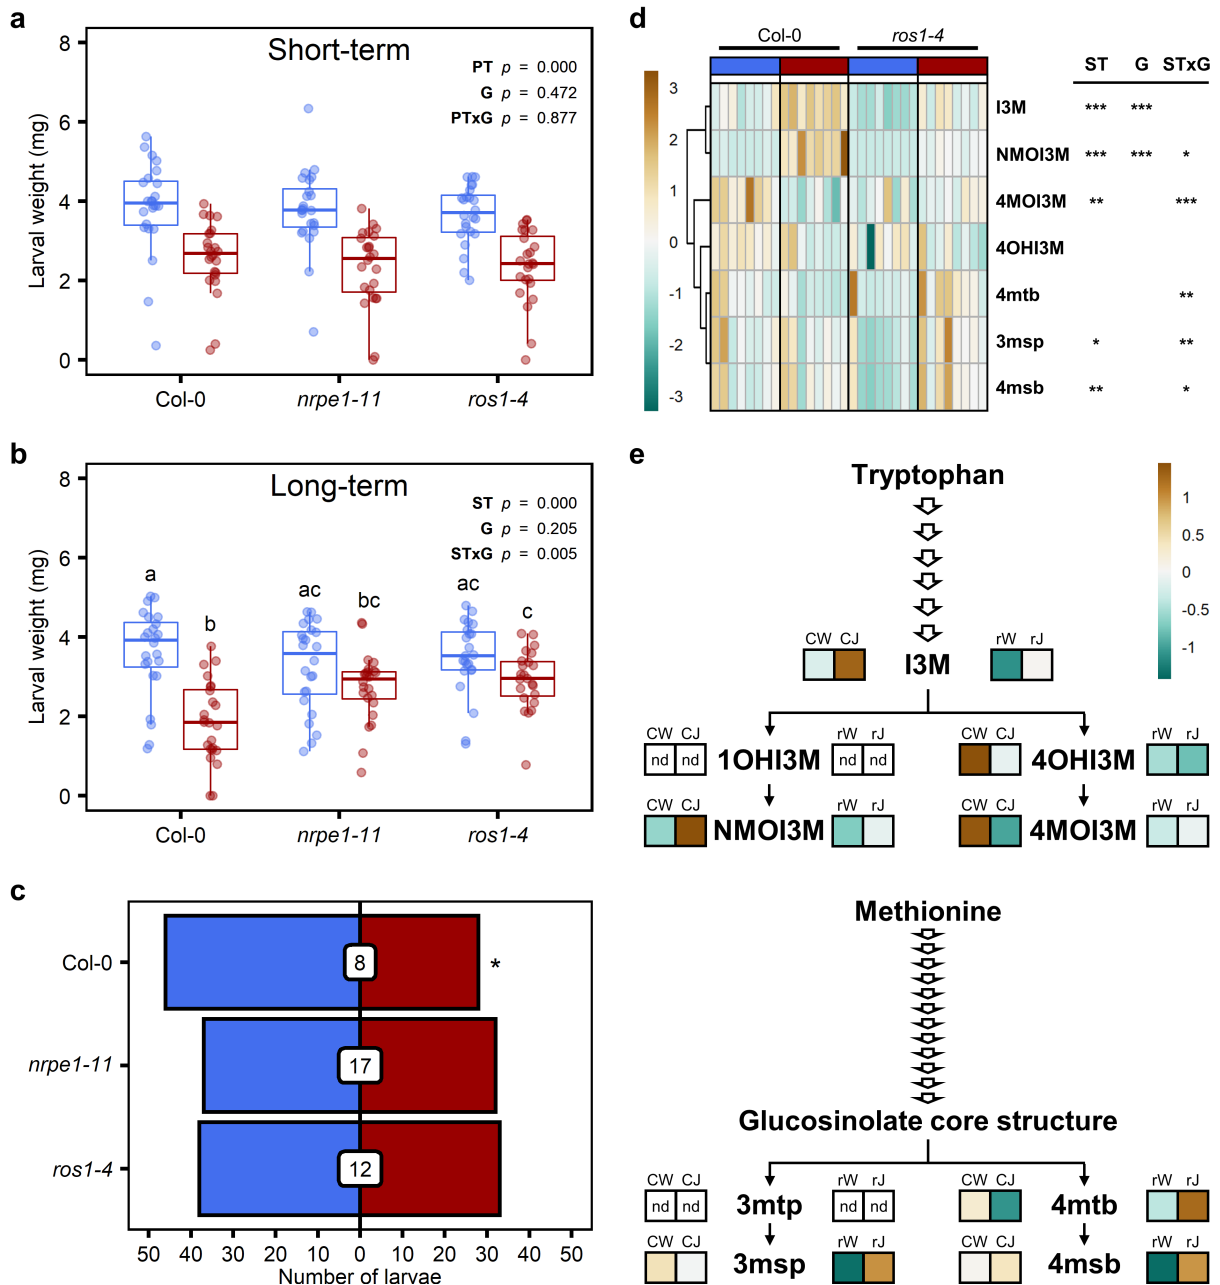 a
Short-term
PT p = 0.000
G p = 0.472
PTxG p = 0.877
Larval weight (mg)
8
6
4
2
0
Col-0
nrpe1-11
ros1-4
b
Long-term
ST p = 0.000
G p = 0.205
STxG p = 0.005
Larval weight (mg)
8
6
4
2
0
a
b
ac
bc
ac
c
Col-0
nrpe1-11
ros1-4
c
Col-0
nrpe1-11
ros1-4
8
*
17
12
50 40 30 20 10 0 10 20 30 40 50
Number of larvae
d
Col-0
ros1-4
ST G STxG
3
2
1
0
-1
-2
-3
I3M *** ***
NMOI3M *** *** *
4MOI3M ** ***
4OHI3M
4mtb **
3msp * **
4msb ** *
e
Tryptophan
1
0.5
0
-0.5
-1
CW CJ
I3M
rW rJ
CW CJ
nd nd
1OHI3M
rW rJ
nd nd
CW CJ
4OHI3M
rW rJ
CW CJ
NMOI3M
rW rJ
CW CJ
4MOI3M
rW rJ
Methionine
Glucosinolate core structure
CW CJ
nd nd
3mtp
rW rJ
nd nd
CW CJ
4mtb
rW rJ
CW CJ
3msp
rW rJ
CW CJ
4msb
rW rJ